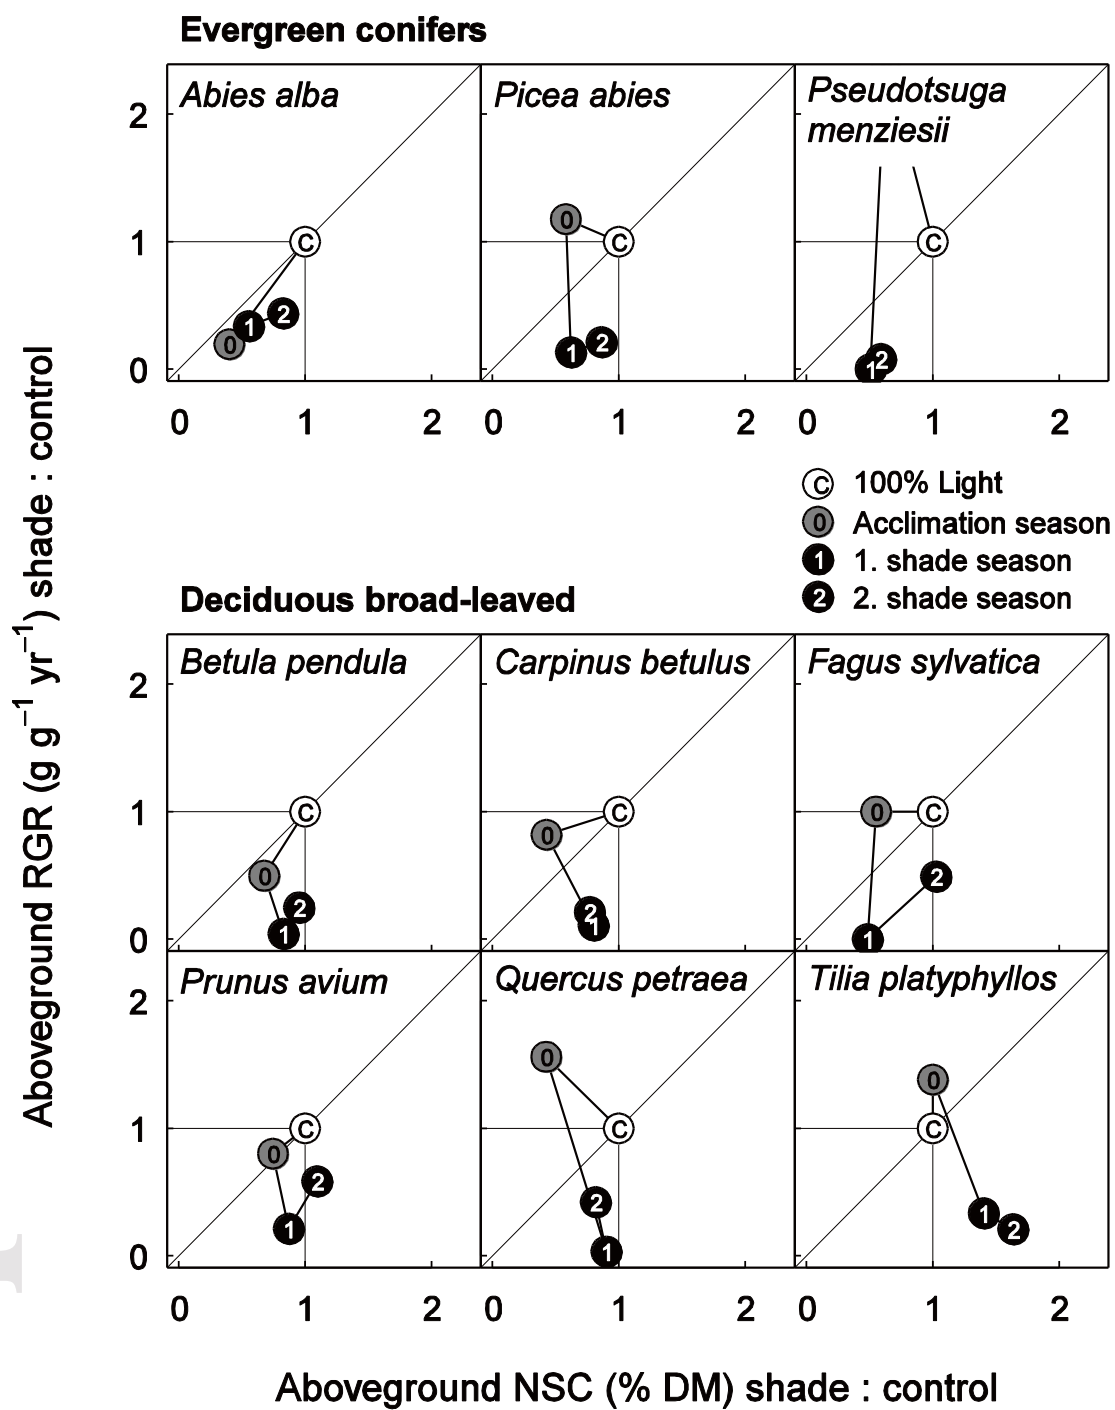 Evergreen conifers
Abies alba
Picea abies
Pseudotsuga
menziesii
2
1
0
C
0
1
2
0
C
1
2
C
1
2
0 1 2 0 1 2 0 1 2
C 100% Light
0 Acclimation season
1 1. shade season
2 2. shade season
Aboveground RGR (g g⁻¹ yr⁻¹) shade : control
Deciduous broad-leaved
Betula pendula
Carpinus betulus
Fagus sylvatica
2
1
0
C
0
2
1
C
0
2
1
0
C
2
1
Prunus avium
Quercus petraea
Tilia platyphyllos
2
1
0
C
0
2
1
0
C
2
1
0
C
1
2
0 1 2 0 1 2 0 1 2
Aboveground NSC (% DM) shade : control